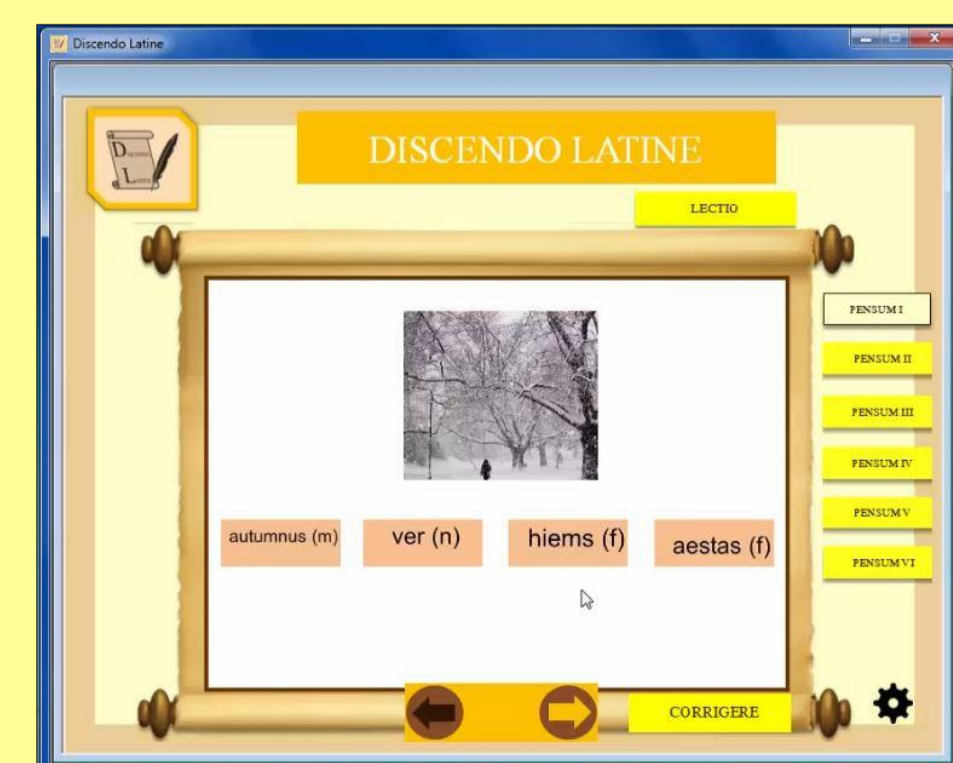 Discendo Latine
DISCENDO LATINE
LECTIO
PENSUM I
PENSUM II
PENSUM III
PENSUM IV
PENSUM V
PENSUM VI
autumnus (m)
ver (n)
hiems (f)
aestas (f)
CORRIGERE